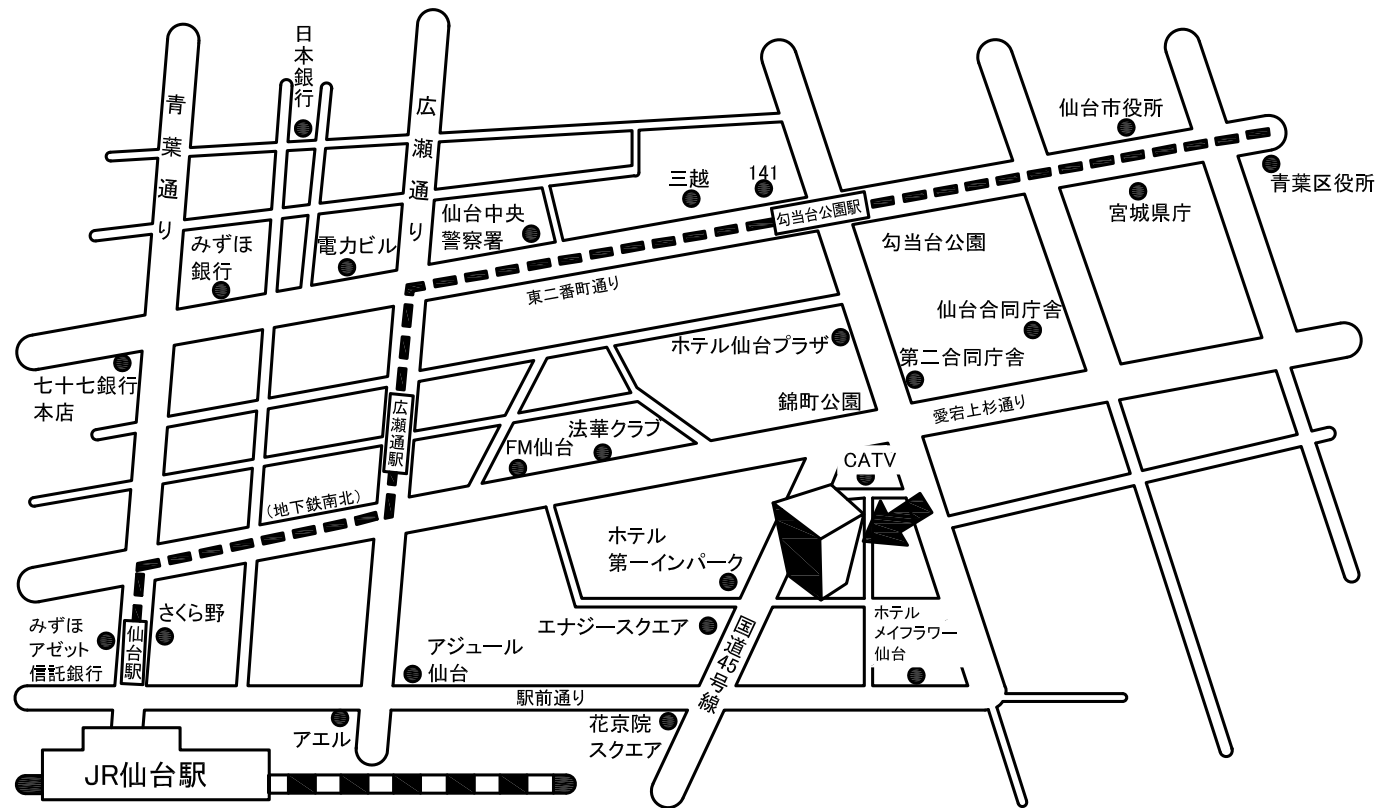 日本銀行
青葉通り
広瀬通り
仙台市役所
青葉区役所
三越
141
宮城県庁
仙台中央
警察署
勾当台公園駅
勾当台公園
みずほ
銀行
電力ビル
東二番町通り
仙台合同庁舎
ホテル仙台プラザ
第二合同庁舎
七十七銀行
本店
錦町公園
愛宕上杉通り
広瀬通駅
法華クラブ
FM仙台
CATV
(地下鉄南北)
ホテル
第一インパーク
さくら野
みずほ
アゼット
信託銀行
仙台駅
エナジースクエア
国道45号線
ホテル
メイフラワー
仙台
アジュール
仙台
駅前通り
アエル
花京院
スクエア
JR仙台駅